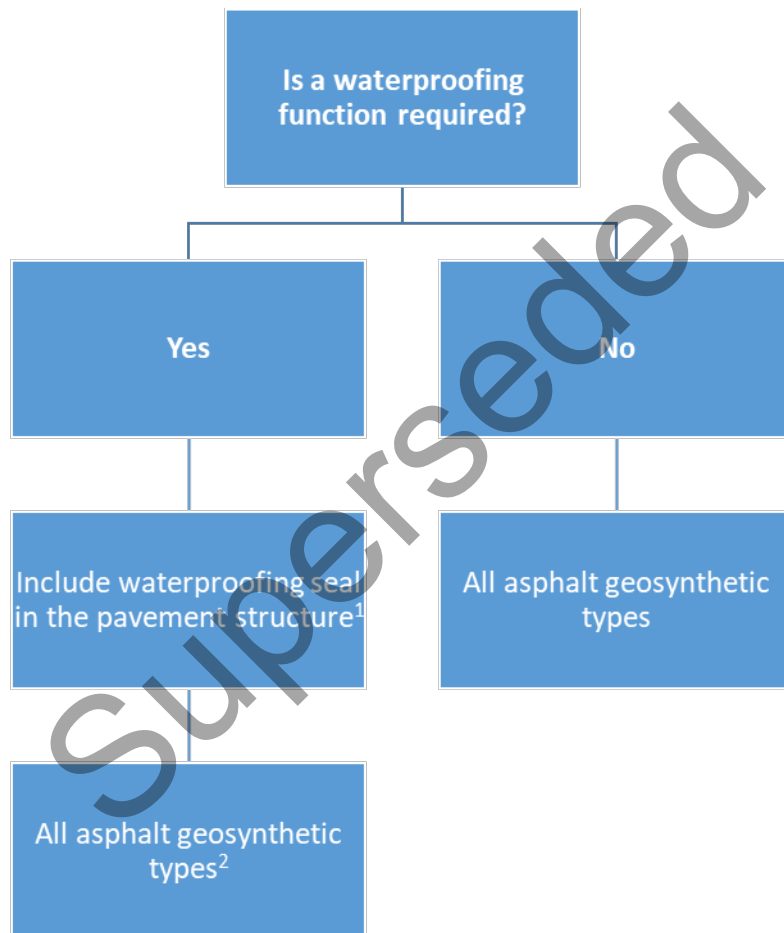 Is a waterproofing
function required?
Yes
No
Include waterproofing seal
in the pavement structure¹
All asphalt geosynthetic
types
All asphalt geosynthetic
types²
Superseded